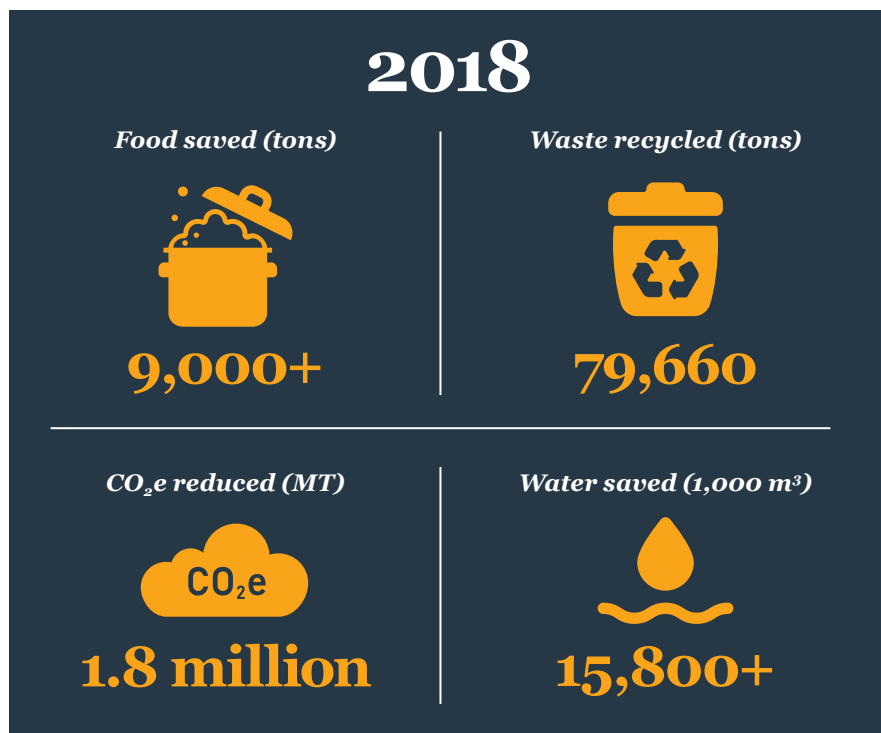 2018
Food saved (tons)
9,000+
Waste recycled (tons)
79,660
CO₂e reduced (MT)
CO₂e
1.8 million
Water saved (1,000 m³)
15,800+